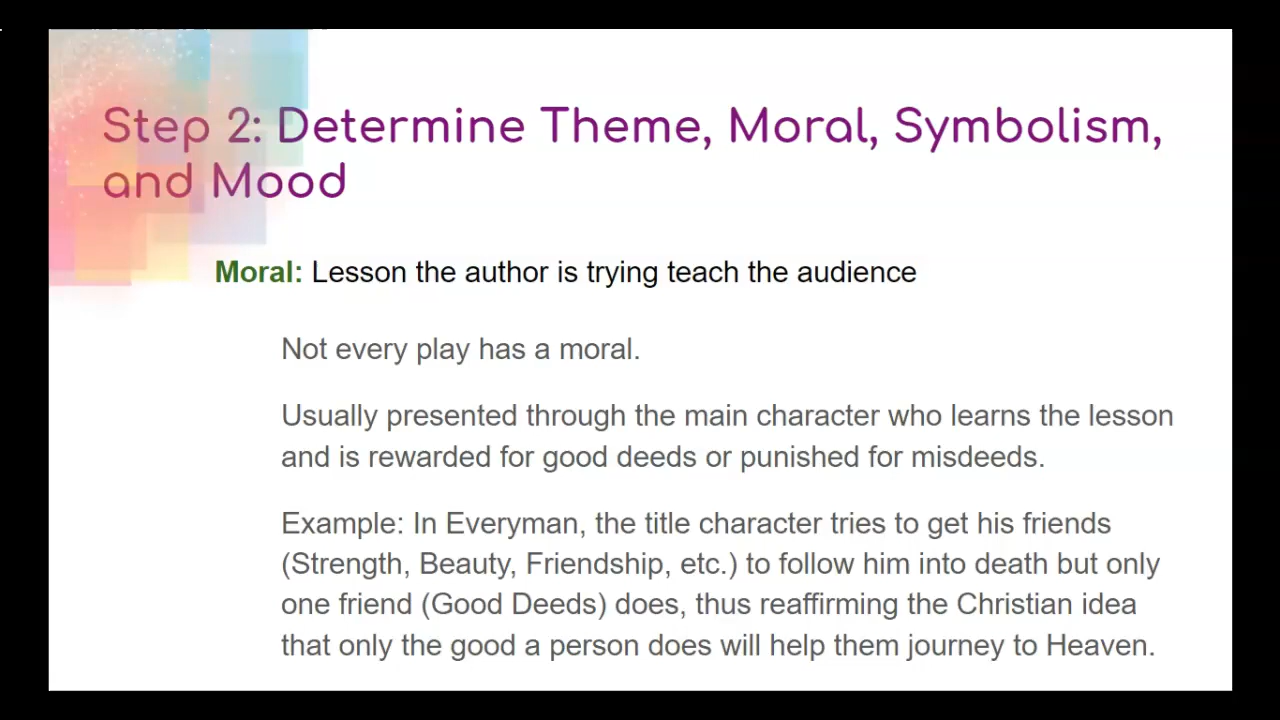 Step 2: Determine Theme, Moral, Symbolism,
and Mood
Moral: Lesson the author is trying teach the audience
Not every play has a moral.
Usually presented through the main character who learns the lesson
and is rewarded for good deeds or punished for misdeeds.
Example: In Everyman, the title character tries to get his friends
(Strength, Beauty, Friendship, etc.) to follow him into death but only
one friend (Good Deeds) does, thus reaffirming the Christian idea
that only the good a person does will help them journey to Heaven.